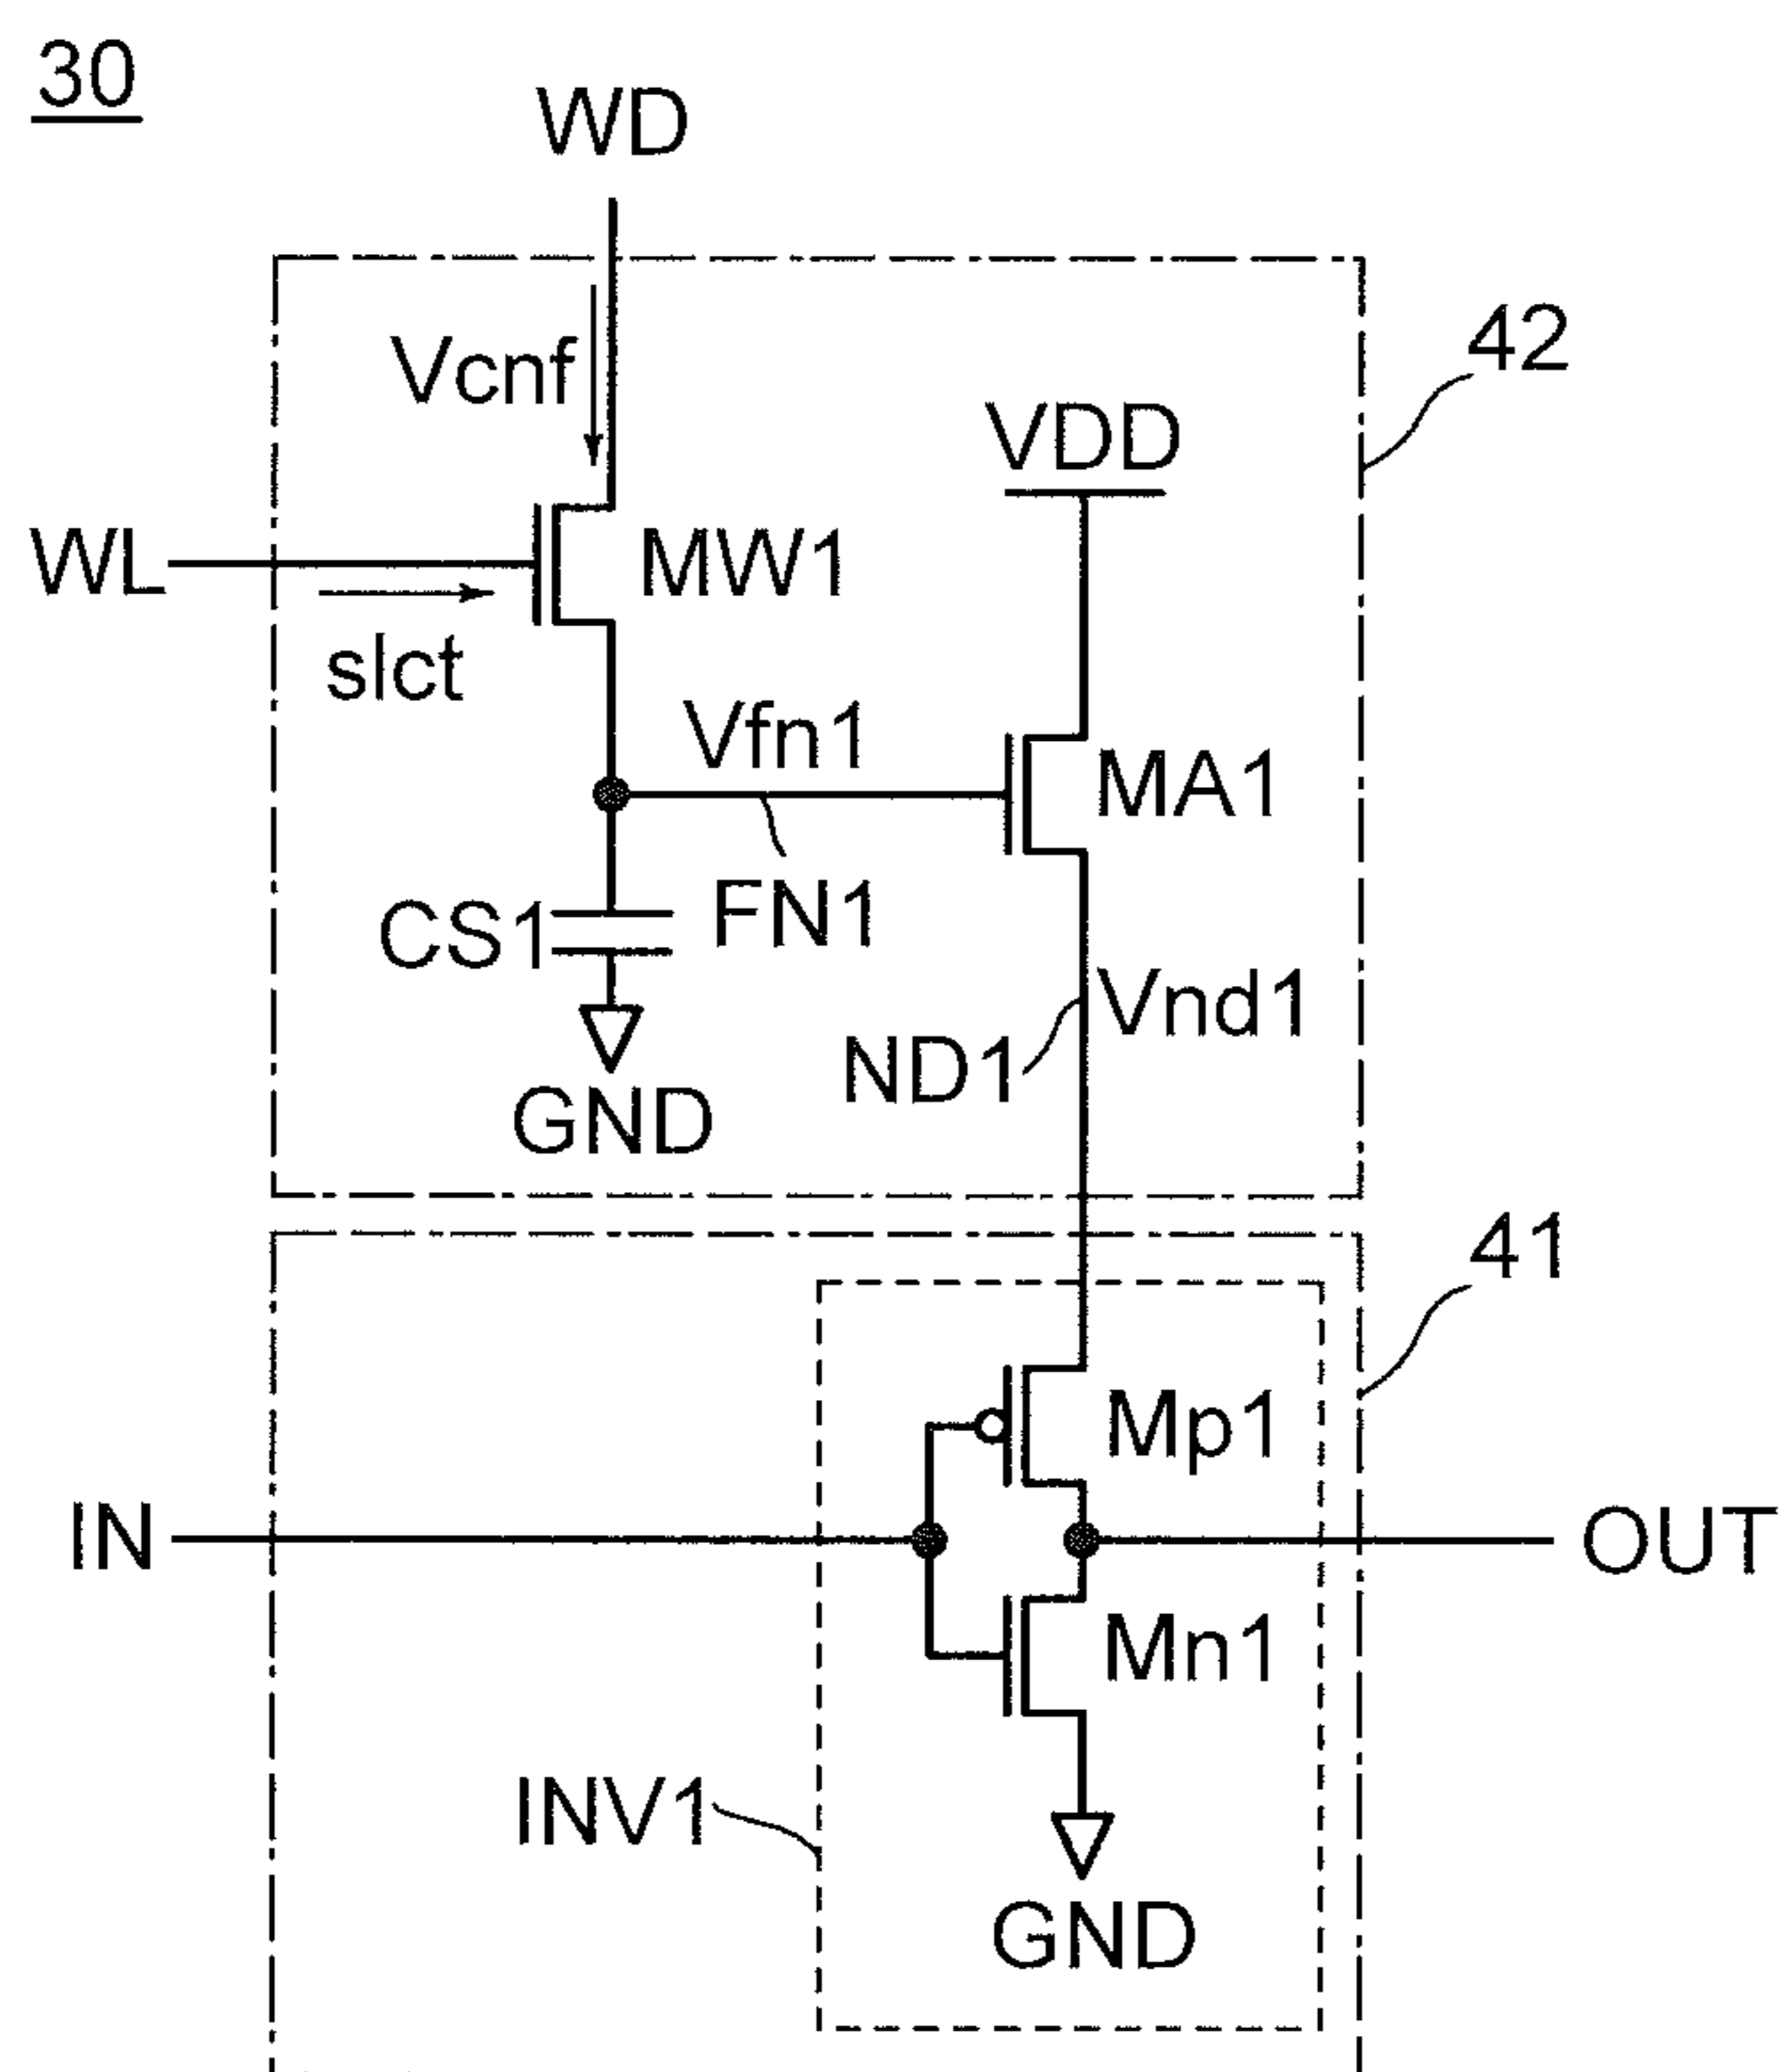 30
WD
Vcnf
42
VDD
WL
MW1
slct
Vfn1
MA1
CS1
FN1
Vnd1
ND1
GND
41
Mp1
IN
OUT
Mn1
INV1
GND